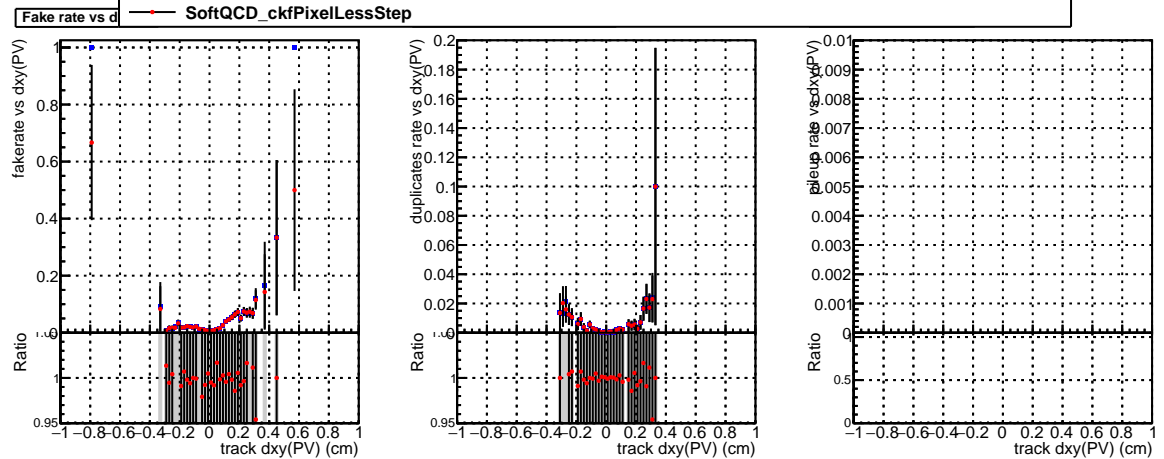 Fake rate vs d
SoftQCD_ckfPixelLessStep
fakerate vs dxy(PV)
1
0.8
0.6
0.4
0.2
0
Ratio
1
0.95
−1 −0.8 −0.6 −0.4 −0.2 0 0.2 0.4 0.6 0.8 1
track dxy(PV) (cm)
duplicates rate vs dxy(PV)
0.2
0.18
0.16
0.14
0.12
0.1
0.08
0.06
0.04
0.02
0
Ratio
1
0.95
−1 −0.8 −0.6 −0.4 −0.2 0 0.2 0.4 0.6 0.8 1
track dxy(PV) (cm)
pileup rate vs dxy(PV)
0.01
0.009
0.008
0.007
0.006
0.005
0.004
0.003
0.002
0.001
0
Ratio
1
0.5
0
−1 −0.8 −0.6 −0.4 −0.2 0 0.2 0.4 0.6 0.8 1
track dxy(PV) (cm)